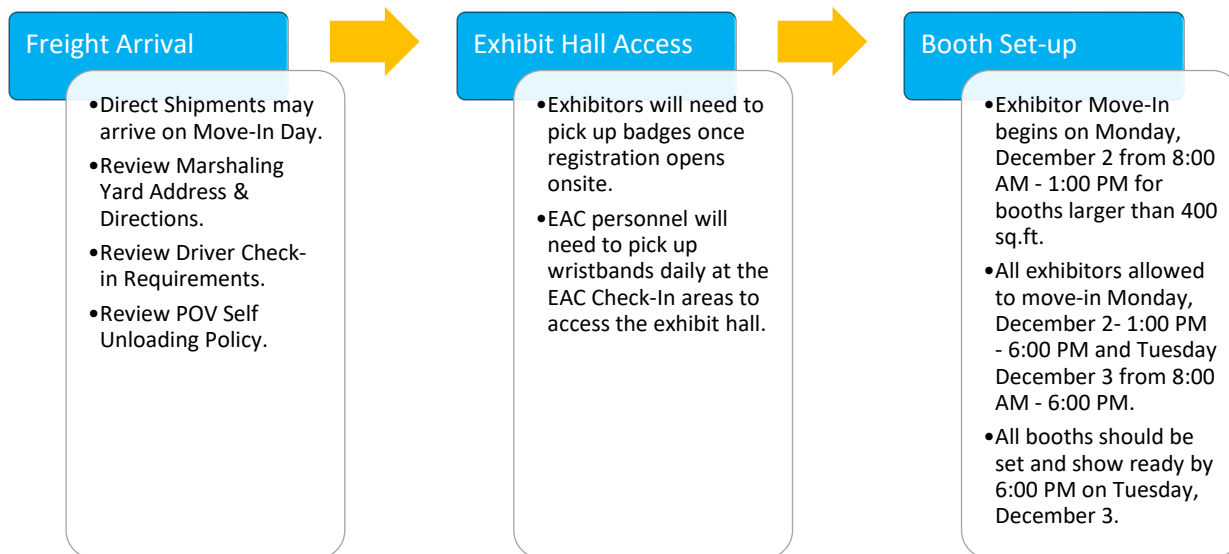 Freight Arrival
•Direct Shipments may
arrive on Move-In Day.
•Review Marshaling
Yard Address &
Directions.
•Review Driver Check-
in Requirements.
•Review POV Self
Unloading Policy.
Exhibit Hall Access
•Exhibitors will need to
pick up badges once
registration opens
onsite.
•EAC personnel will
need to pick up
wristbands daily at the
EAC Check-In areas to
access the exhibit hall.
Booth Set-up
•Exhibitor Move-In
begins on Monday,
December 2 from 8:00
AM - 1:00 PM for
booths larger than 400
sq.ft.
•All exhibitors allowed
to move-in Monday,
December 2- 1:00 PM
- 6:00 PM and Tuesday
December 3 from 8:00
AM - 6:00 PM.
•All booths should be
set and show ready by
6:00 PM on Tuesday,
December 3.